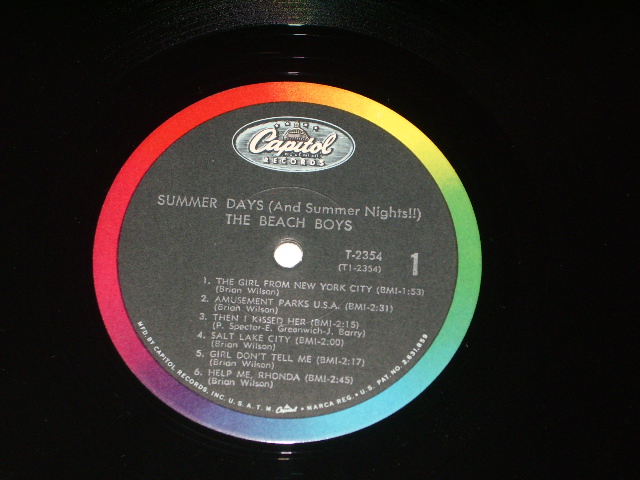 Capitol
RECORDS
SUMMER DAYS (And Summer Nights!!)
THE BEACH BOYS
T-2354
(T1-2354)
1
1. THE GIRL FROM NEW YORK CITY (BMI-1:53)
(Brian Wilson)
2. AMUSEMENT PARKS U.S.A. (BMI-2:31)
(Brian Wilson)
3. THEN I KISSED HER (BMI-2:15)
(P. Spector-E. Greenwich-J. Barry)
4. SALT LAKE CITY (BMI-2:00)
(Brian Wilson)
5. GIRL DON'T TELL ME (BMI-2:17)
(Brian Wilson)
6. HELP ME, RHONDA (BMI-2:45)
(Brian Wilson)
MFD. BY CAPITOL RECORDS, INC. U. S. A. T. M. Capitol • MARCA REG. • U. S. PAT. NO. 2,631,859